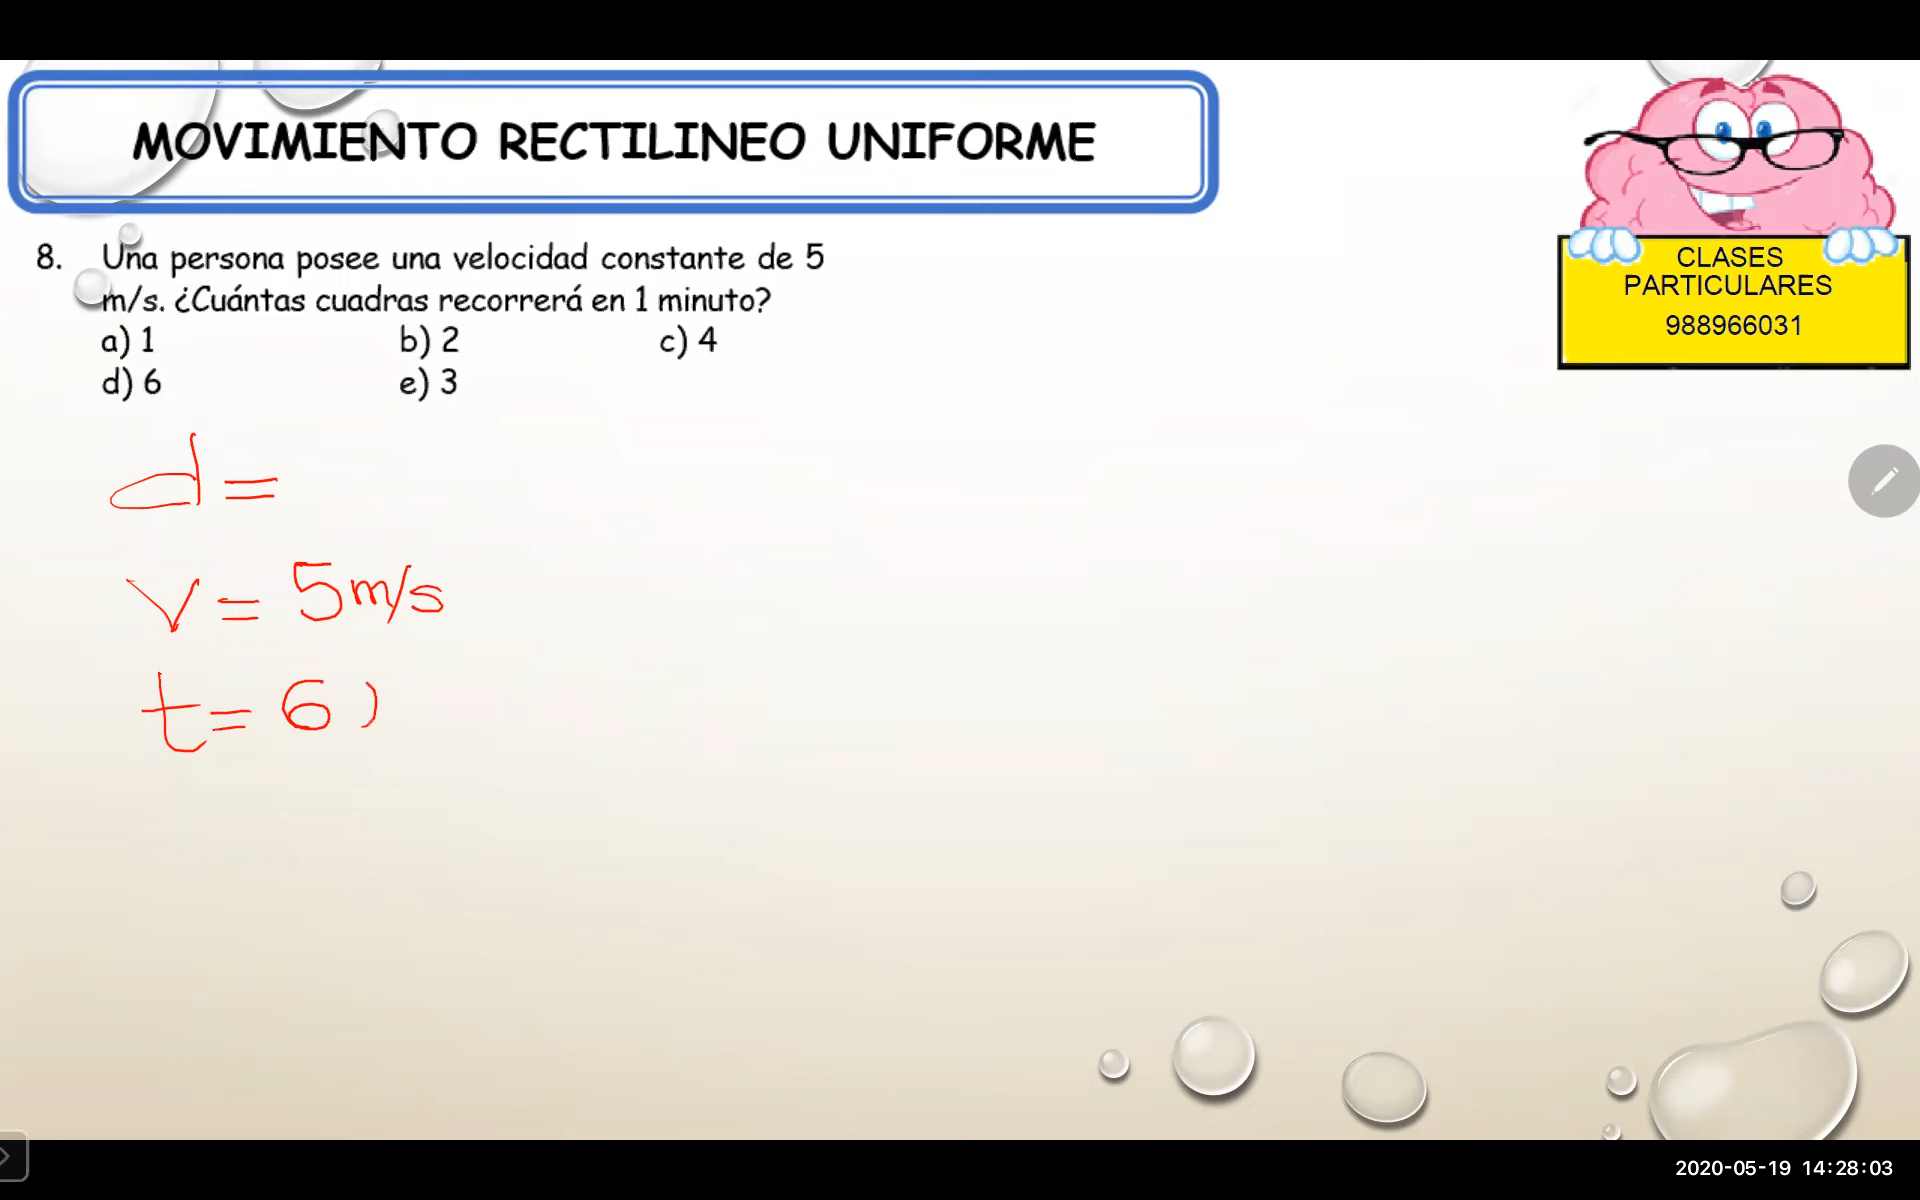 MOVIMIENTO RECTILINEO UNIFORME
CLASES
PARTICULARES
988966031
8. Una persona posee una velocidad constante de 5
m/s. ¿Cuántas cuadras recorrerá en 1 minuto?
a) 1 b) 2 c) 4
d) 6 e) 3
d =
v = 5 m/s
t = 6 )
2020-05-19 14:28:03